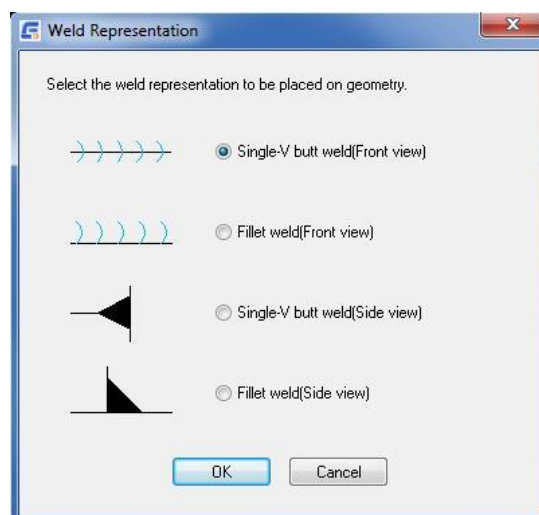 Weld Representation
Select the weld representation to be placed on geometry.
Single-V butt weld(Front view)
Fillet weld(Front view)
Single-V butt weld(Side view)
Fillet weld(Side view)
OK
Cancel